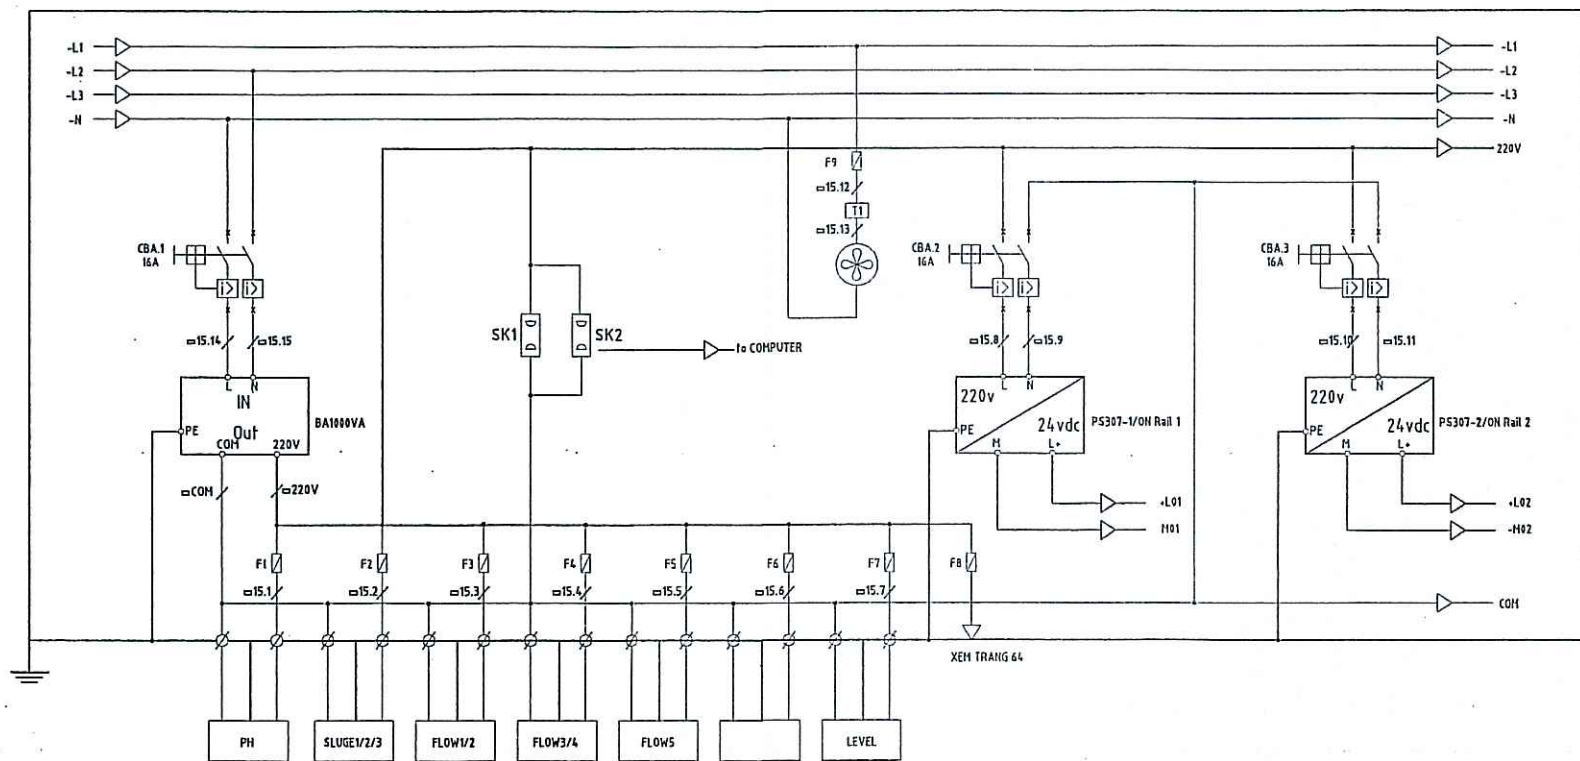 -L1
-L1
-L2
-L2
-L3
-L3
-N
-N
220V
F9
15.12
T1
15.13
CBA.1
16A
CBA.2
16A
CBA.3
16A
i>
i>
i>
i>
i>
i>
SK1
SK2
to COMPUTER
15.14
15.15
15.8
15.9
15.10
15.11
L
N
IN
Out
PE
COM
220V
BA1000VA
L
N
220v
24vdc
PE
M
L+
PS307-1/ON Rail 1
L
N
220v
24vdc
PE
M
L+
PS307-2/ON Rail 2
COM
220V
+L01
M01
+L02
-M02
F1
F2
F3
F4
F5
F6
F7
F8
15.1
15.2
15.3
15.4
15.5
15.6
15.7
COM
XEM TRANG 64
PH
SLUGE1/2/3
FLOW1/2
FLOW3/4
FLOW5
LEVEL